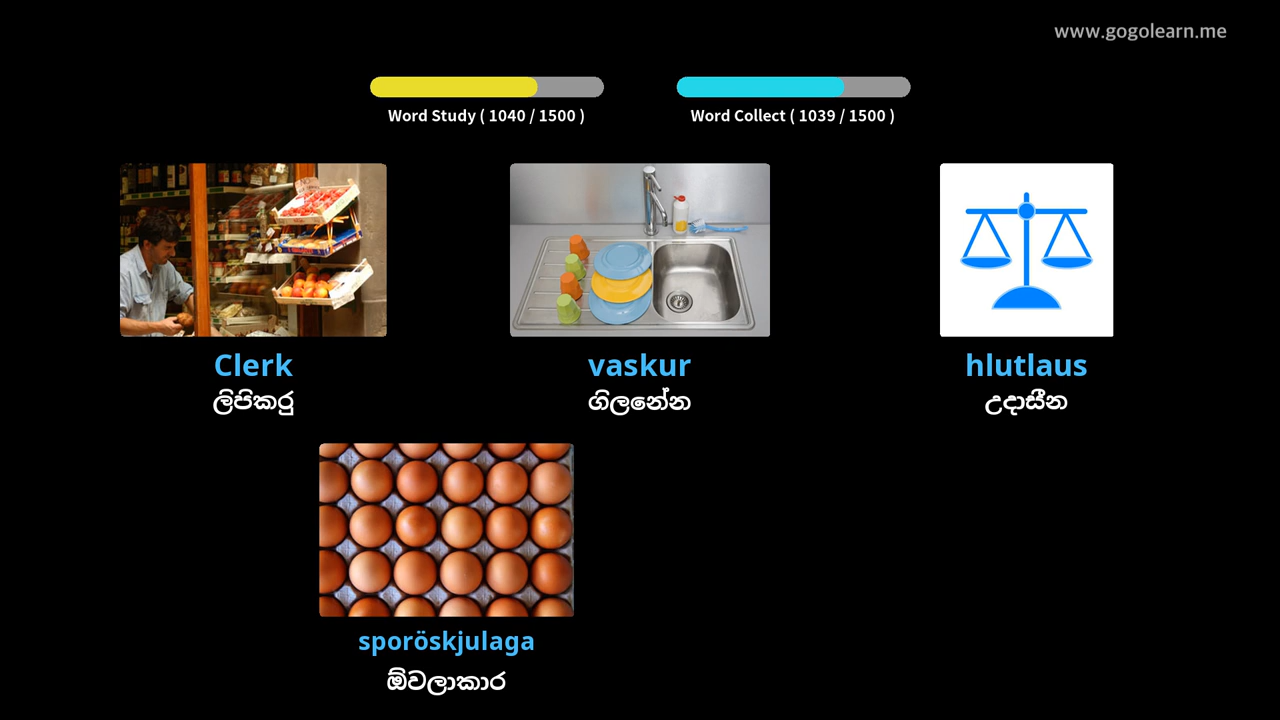 www.gogolearn.me
Word Study ( 1040 / 1500 )
Word Collect ( 1039 / 1500 )
Clerk
ලිපිකරු
vaskur
ගිලනේන
hlutlaus
උදාසීන
sporöskjulaga
ඕවලාකාර